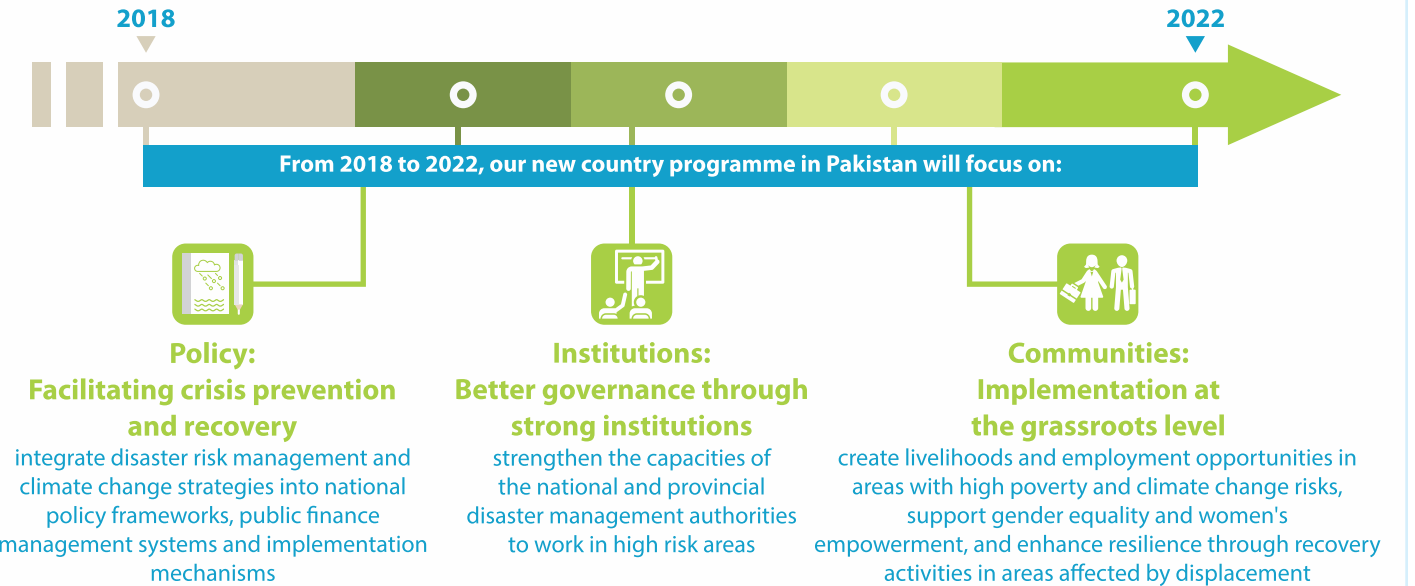 2018
2022
From 2018 to 2022, our new country programme in Pakistan will focus on:
Policy:
Facilitating crisis prevention
and recovery
integrate disaster risk management and
climate change strategies into national
policy frameworks, public finance
management systems and implementation
mechanisms
Institutions:
Better governance through
strong institutions
strengthen the capacities of
the national and provincial
disaster management authorities
to work in high risk areas
Communities:
Implementation at
the grassroots level
create livelihoods and employment opportunities in
areas with high poverty and climate change risks,
support gender equality and women's
empowerment, and enhance resilience through recovery
activities in areas affected by displacement